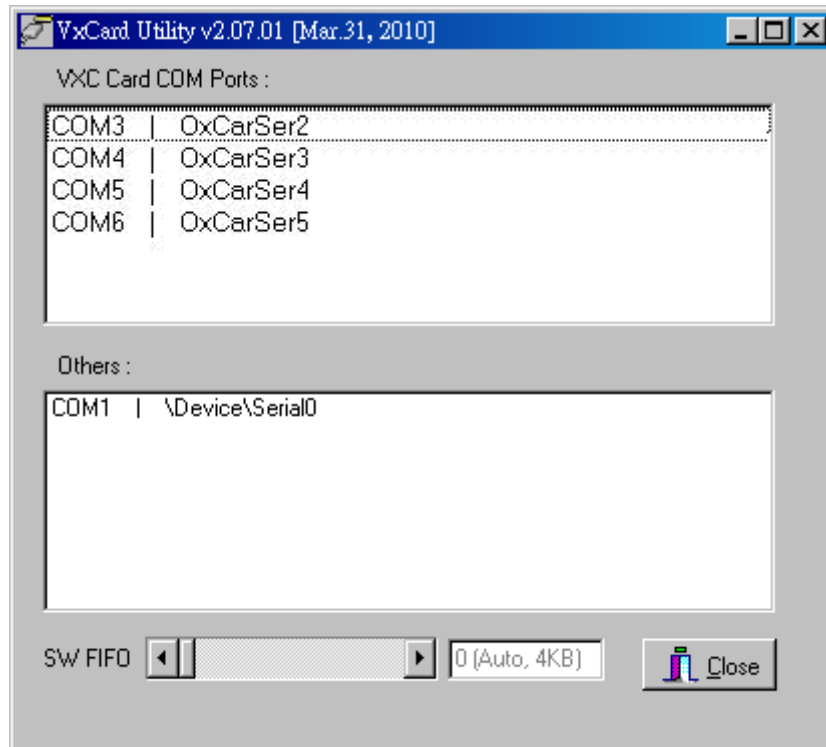 VxCard Utility v2.07.01 [Mar.31, 2010]
VXC Card COM Ports :
COM3 | OxCarSer2
COM4 | OxCarSer3
COM5 | OxCarSer4
COM6 | OxCarSer5
Others :
COM1 | \Device\Serial0
SW FIFO 0 (Auto, 4KB) Close